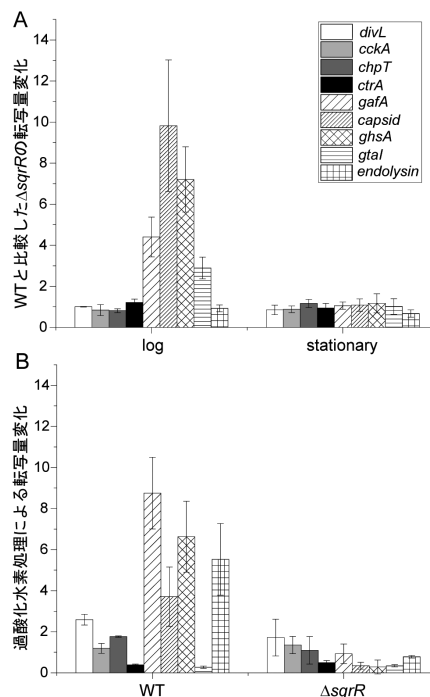 A
WTと比較したΔsqrRの転写量変化
14
12
10
8
6
4
2
0
log
stationary
divL
cckA
chpT
ctrA
gafA
capsid
ghsA
gtaI
endolysin
B
過酸化水素処理による転写量変化
14
12
10
8
6
4
2
0
WT
ΔsqrR